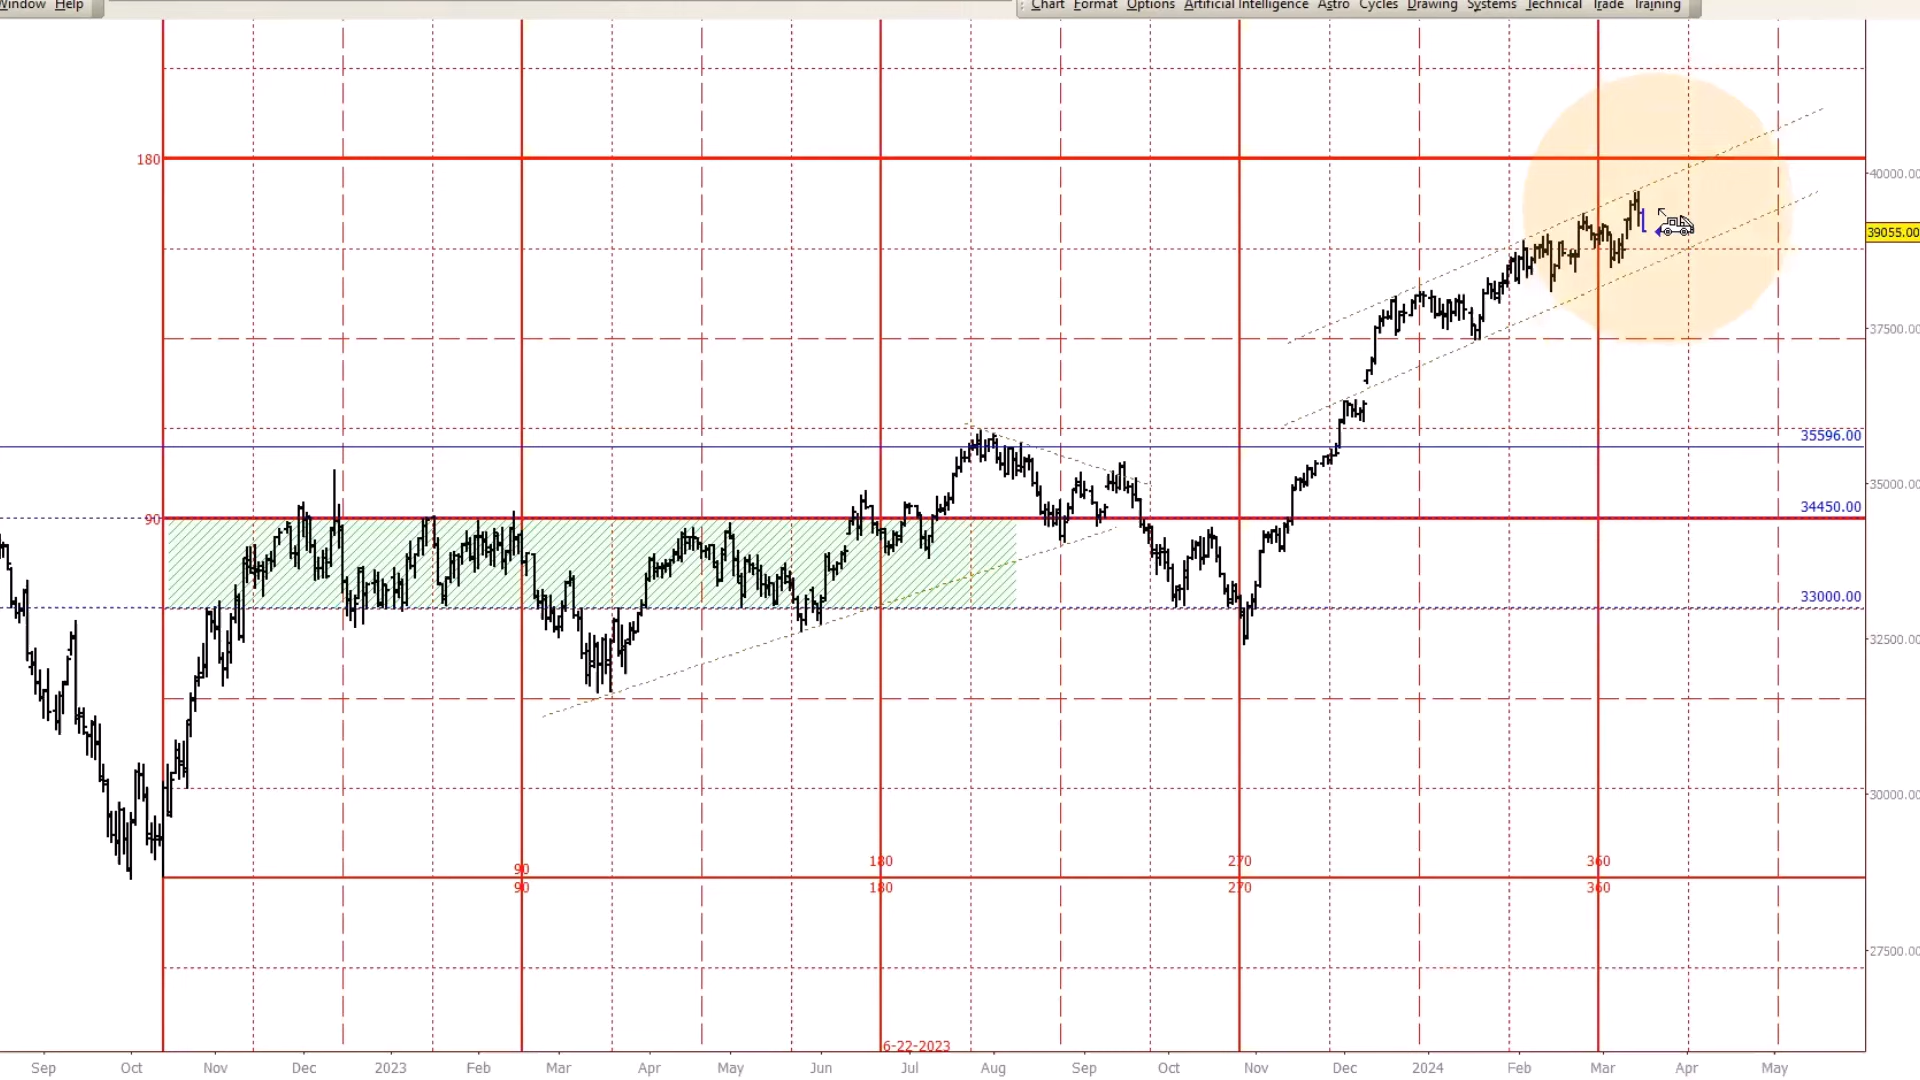 Window Help
Chart Format Options Artificial Intelligence Astro Cycles Drawing Systems Technical Trade Training
180
40000.00
39055.00
37500.00
35596.00
35000.00
34450.00
90
33000.00
32500.00
30000.00
90 180 270 360
90 180 270 360
27500.00
6-22-2023
Sep Oct Nov Dec 2023 Feb Mar Apr May Jun Jul Aug Sep Oct Nov Dec 2024 Feb Mar Apr May